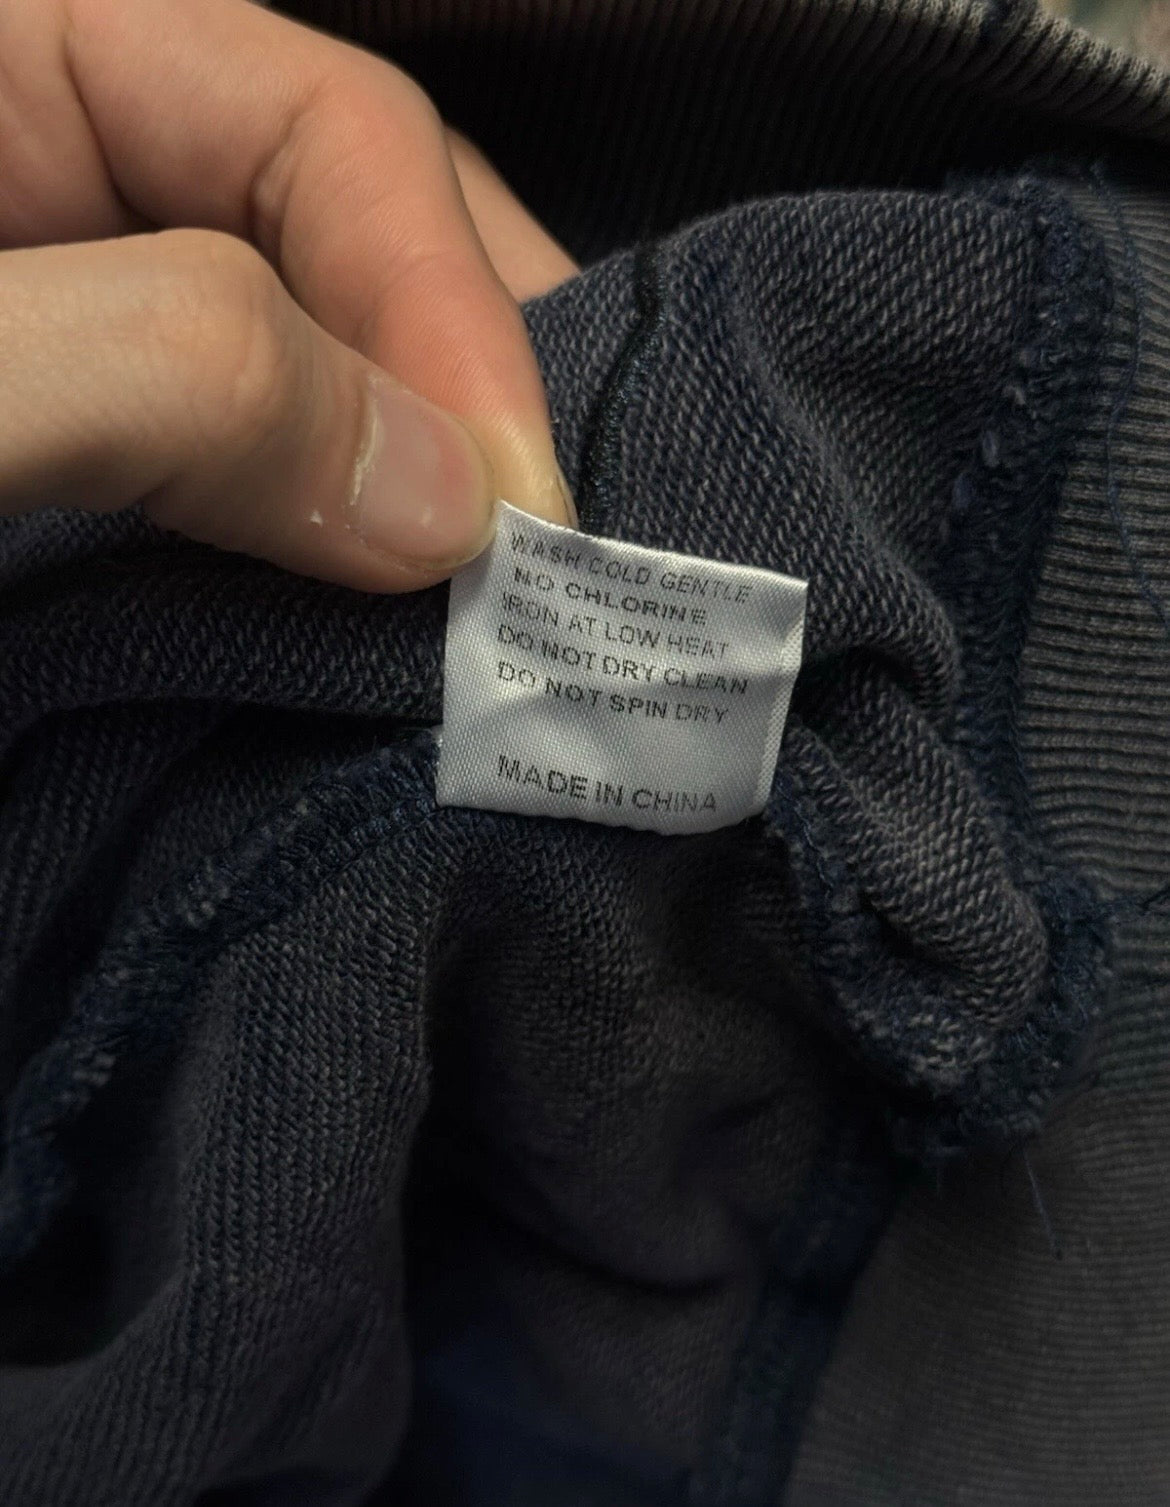 WASH COLD GENTLE
NO CHLORINE
IRON AT LOW HEAT
DO NOT DRY CLEAN
DO NOT SPIN DRY
MADE IN CHINA